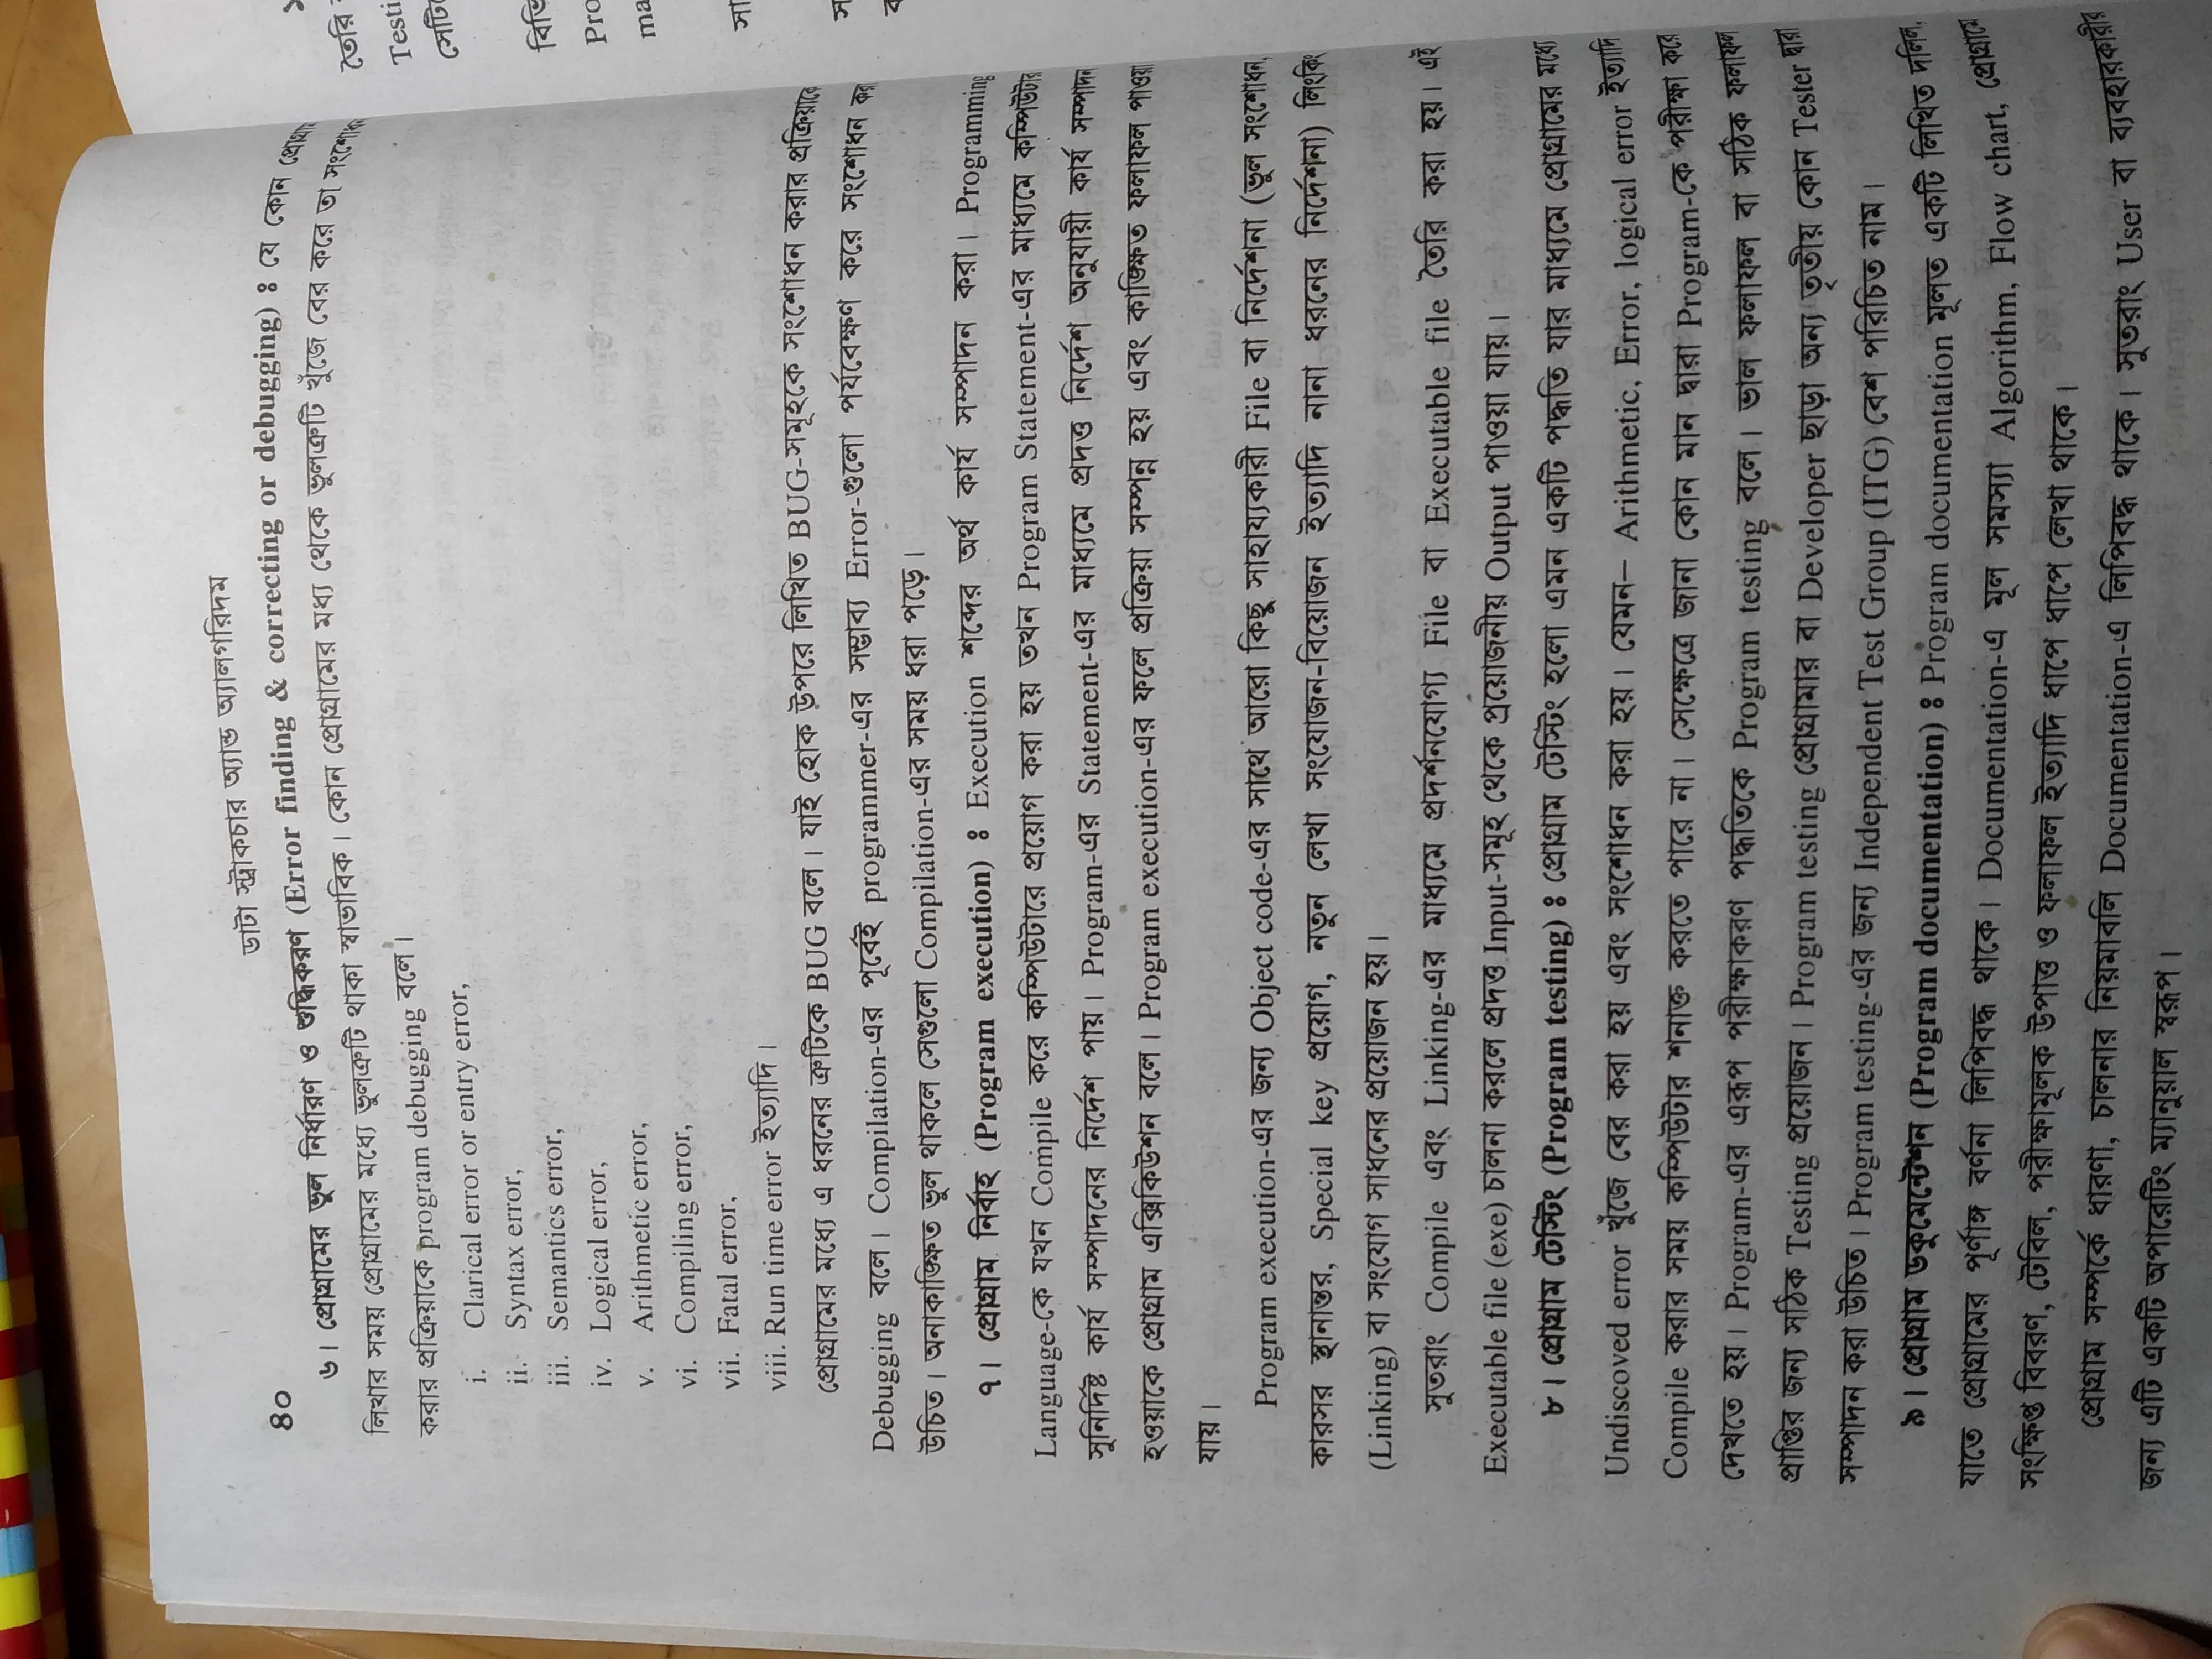 ৪০
ডাটা স্ট্রাকচার অ্যান্ড অ্যালগরিদম
৬। প্রোগ্রামের ভুল নির্ধারণ ও শুদ্ধিকরণ (Error finding & correcting or debugging) ঃ যে কোন প্রোগ্রাম
লিখার সময় প্রোগ্রামের মধ্যে ভুলত্রুটি থাকা স্বাভাবিক। কোন প্রোগ্রামের মধ্য থেকে ভুলত্রুটি খুঁজে বের করে তা সংশোধন
করার প্রক্রিয়াকে program debugging বলে।
i. Clarical error or entry error,
ii. Syntax error,
iii. Semantics error,
iv. Logical error,
v. Arithmetic error,
vi. Compiling error,
vii. Fatal error,
viii. Run time error ইত্যাদি।
প্রোগ্রামের মধ্যে এ ধরনের ত্রুটিকে BUG বলে। যাই হোক উপরে লিখিত BUG-সমূহকে সংশোধন করার প্রক্রিয়াকে
Debugging বলে। Compilation-এর পূর্বেই programmer-এর সম্ভাব্য Error-গুলো পর্যবেক্ষণ করে সংশোধন করা
উচিত। অনাকাঙ্ক্ষিত ভুল থাকলে সেগুলো Compilation-এর সময় ধরা পড়ে।
৭। প্রোগ্রাম নির্বাহ (Program execution) ঃ Execution শব্দের অর্থ কার্য সম্পাদন করা। Programming
Language-কে যখন Compile করে কম্পিউটারে প্রয়োগ করা হয় তখন Program Statement-এর মাধ্যমে কম্পিউটার
সুনির্দিষ্ট কার্য সম্পাদনের নির্দেশ পায়। Program-এর Statement-এর মাধ্যমে প্রদত্ত নির্দেশ অনুযায়ী কার্য সম্পাদন
হওয়াকে প্রোগ্রাম এক্সিকিউশন বলে। Program execution-এর ফলে প্রক্রিয়া সম্পন্ন হয় এবং কাঙ্ক্ষিত ফলাফল পাওয়া
যায়।
Program execution-এর জন্য Object code-এর সাথে আরো কিছু সাহায্যকারী File বা নির্দেশনা (ভুল সংশোধন,
কারসর স্থানান্তর, Special key প্রয়োগ, নতুন লেখা সংযোজন-বিয়োজন ইত্যাদি নানা ধরনের নির্দেশনা) লিংকিং
(Linking) বা সংযোগ সাধনের প্রয়োজন হয়।
সুতরাং Compile এবং Linking-এর মাধ্যমে প্রদর্শনযোগ্য File বা Executable file তৈরি করা হয়। এই
Executable file (exe) চালনা করলে প্রদত্ত Input-সমূহ থেকে প্রয়োজনীয় Output পাওয়া যায়।
৮। প্রোগ্রাম টেস্টিং (Program testing) ঃ প্রোগ্রাম টেস্টিং হলো এমন একটি পদ্ধতি যার মাধ্যমে প্রোগ্রামের মধ্যে
Undiscoved error খুঁজে বের করা হয় এবং সংশোধন করা হয়। যেমন– Arithmetic, Error, logical error ইত্যাদি
Compile করার সময় কম্পিউটার শনাক্ত করতে পারে না। সেক্ষেত্রে জানা কোন মান দ্বারা Program-কে পরীক্ষা করে
দেখতে হয়। Program-এর এরূপ পরীক্ষাকরণ পদ্ধতিকে Program testing বলে। ভাল ফলাফল বা সঠিক ফলাফল
প্রাপ্তির জন্য সঠিক Testing প্রয়োজন। Program testing প্রোগ্রামার বা Developer ছাড়া অন্য তৃতীয় কোন Tester দ্বারা
সম্পাদন করা উচিত। Program testing-এর জন্য Independent Test Group (ITG) বেশ পরিচিত নাম।
৯। প্রোগ্রাম ডকুমেন্টেশন (Program documentation) ঃ Program documentation মূলত একটি লিখিত দলিল,
যাতে প্রোগ্রামের পূর্ণাঙ্গ বর্ণনা লিপিবদ্ধ থাকে। Documentation-এ মূল সমস্যা Algorithm, Flow chart, প্রোগ্রামে
সংক্ষিপ্ত বিবরণ, টেবিল, পরীক্ষামূলক উপাত্ত ও ফলাফল ইত্যাদি ধাপে ধাপে লেখা থাকে।
প্রোগ্রাম সম্পর্কে ধারণা, চালনার নিয়মাবলি Documentation-এ লিপিবদ্ধ থাকে। সুতরাং User বা ব্যবহারকারীর
জন্য এটি একটি অপারেটিং ম্যানুয়াল স্বরূপ।
তৈরি
Testi
বিভি
Pro
ma
সা